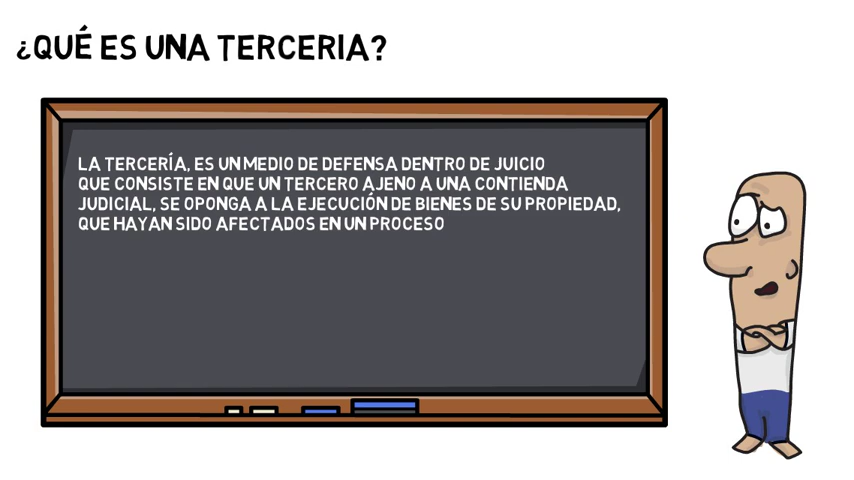 ¿QUÉ ES UNA TERCERIA?
LA TERCERÍA, ES UN MEDIO DE DEFENSA DENTRO DE JUICIO
QUE CONSISTE EN QUE UN TERCERO AJENO A UNA CONTIENDA
JUDICIAL, SE OPONGA A LA EJECUCIÓN DE BIENES DE SU PROPIEDAD,
QUE HAYAN SIDO AFECTADOS EN UN PROCESO